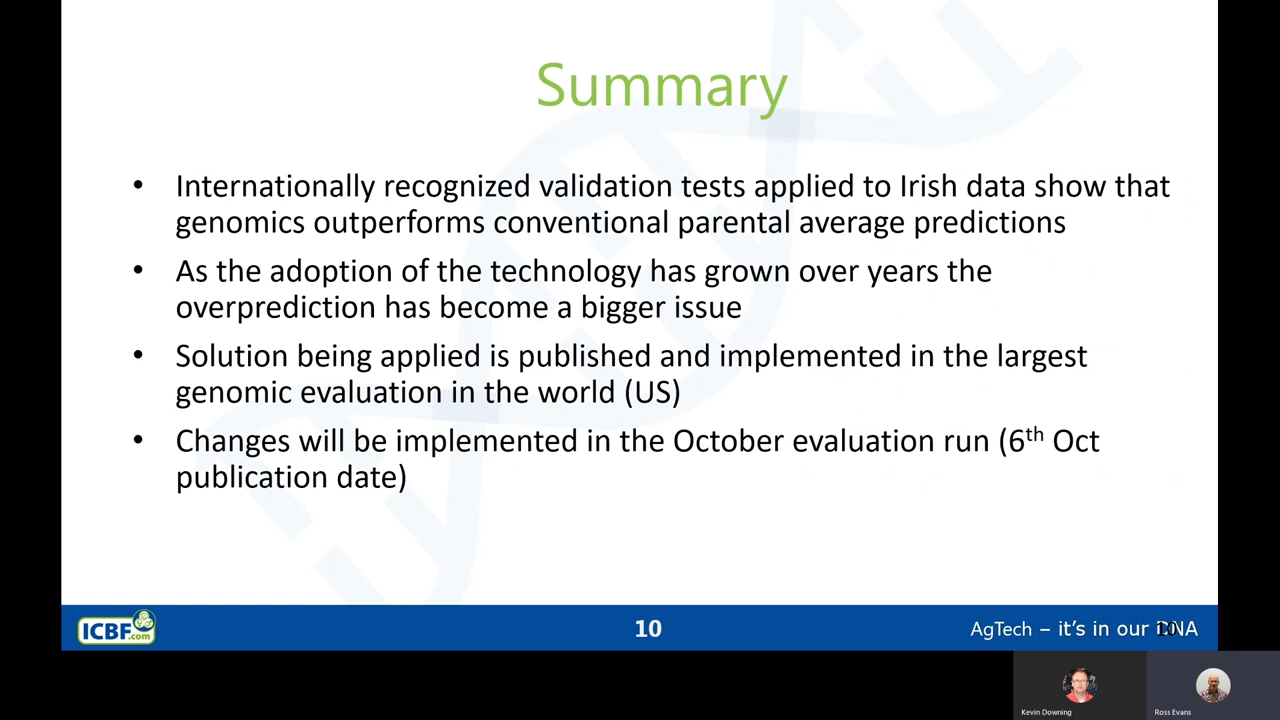 Summary
• Internationally recognized validation tests applied to Irish data show that
genomics outperforms conventional parental average predictions
• As the adoption of the technology has grown over years the
overprediction has become a bigger issue
• Solution being applied is published and implemented in the largest
genomic evaluation in the world (US)
• Changes will be implemented in the October evaluation run (6th Oct
publication date)
ICBF.com
10
AgTech – it's in our DNA
10
Kevin Downing
Ross Evans